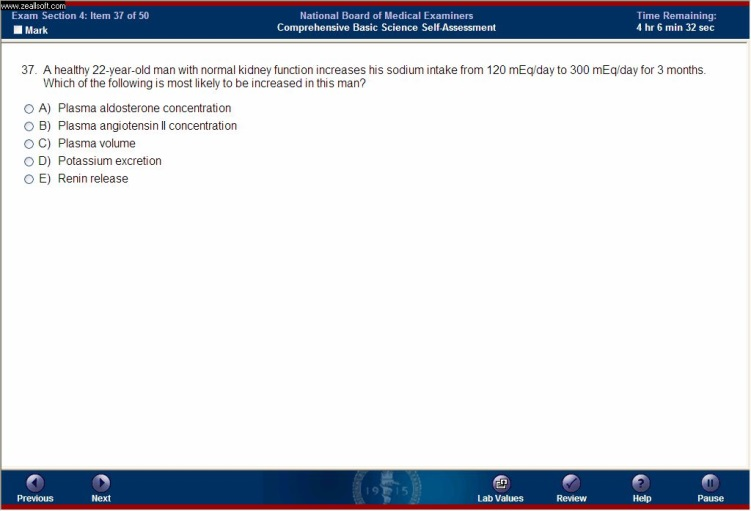 www.zeallsoft.com
Exam Section 4: Item 37 of 50
National Board of Medical Examiners
Time Remaining:
Mark
Comprehensive Basic Science Self-Assessment
4 hr 6 min 32 sec
37. A healthy 22-year-old man with normal kidney function increases his sodium intake from 120 mEq/day to 300 mEq/day for 3 months.
Which of the following is most likely to be increased in this man?
A) Plasma aldosterone concentration
B) Plasma angiotensin II concentration
C) Plasma volume
D) Potassium excretion
E) Renin release
1915
Previous
Next
Lab Values
Review
Help
Pause